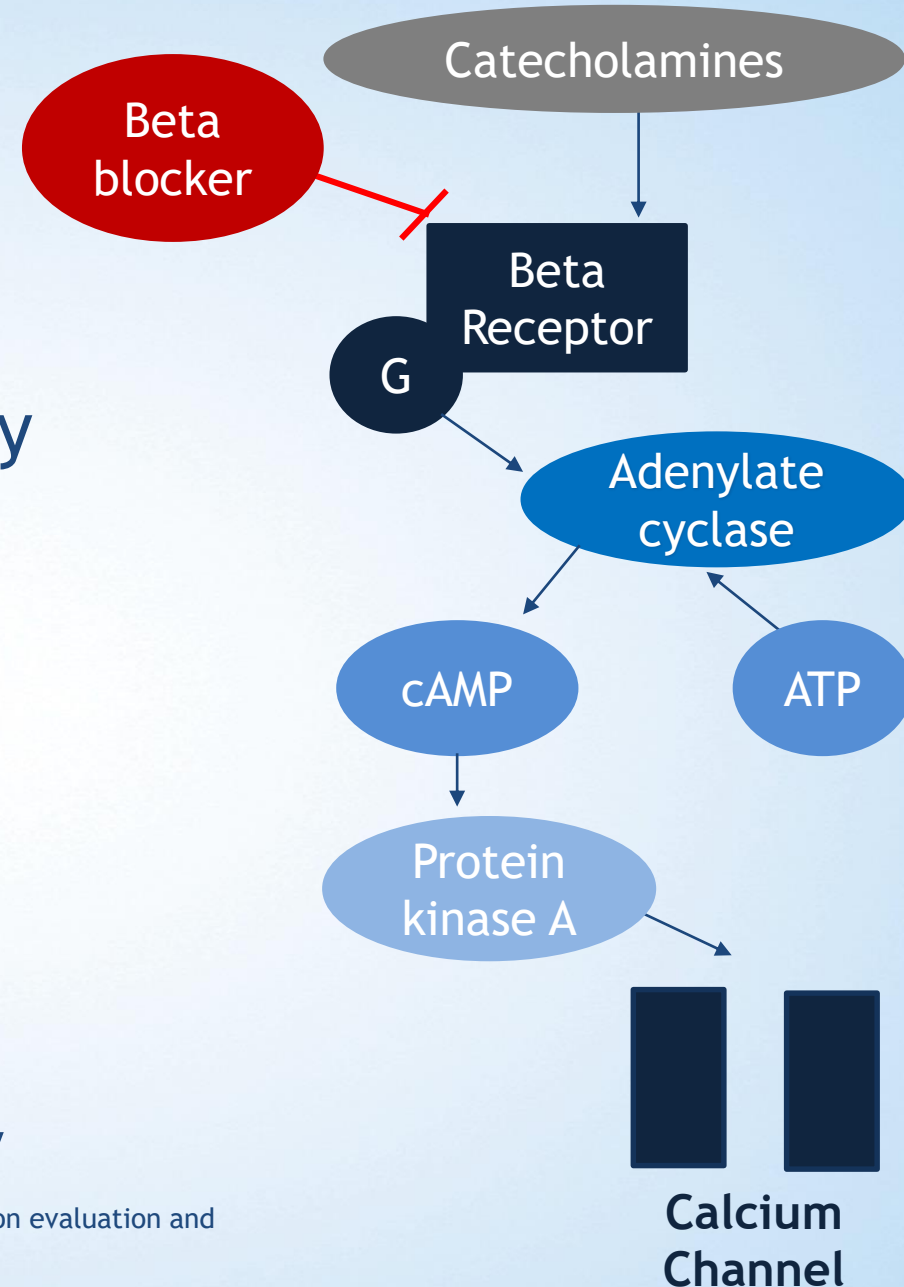 Catecholamines
Beta
blocker
Beta
Receptor
G
y
Adenylate
cyclase
cAMP
ATP
Protein
kinase A
on evaluation and
Calcium
Channel